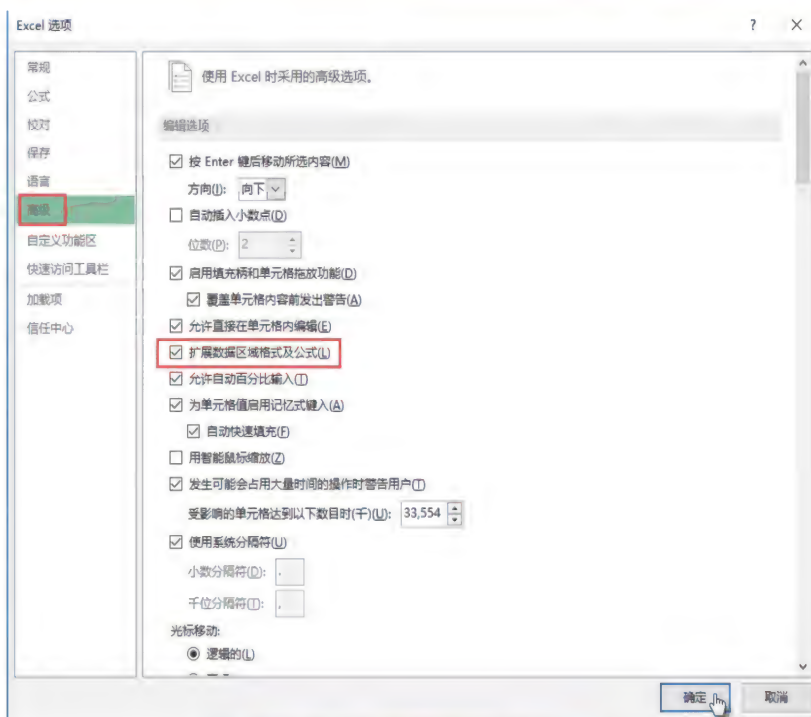 Excel 选项
?
常规
公式
校对
保存
语言
高级
自定义功能区
快速访问工具栏
加载项
信任中心
使用 Excel 时采用的高级选项。
编辑选项
按 Enter 键后移动所选内容(M)
方向(I): 向下
自动插入小数点(D)
位数(P): 2
启用填充柄和单元格拖放功能(D)
覆盖单元格内容前发出警告(A)
允许直接在单元格内编辑(E)
扩展数据区域格式及公式(L)
允许自动百分比输入(T)
为单元格值启用记忆式键入(A)
自动快速填充(F)
用智能鼠标缩放(Z)
发生可能会占用大量时间的操作时警告用户(T)
受影响的单元格达到以下数目时(千)(U): 33,554
使用系统分隔符(U)
小数分隔符(D):
千位分隔符(T):
光标移动:
逻辑的(L)
确定
取消